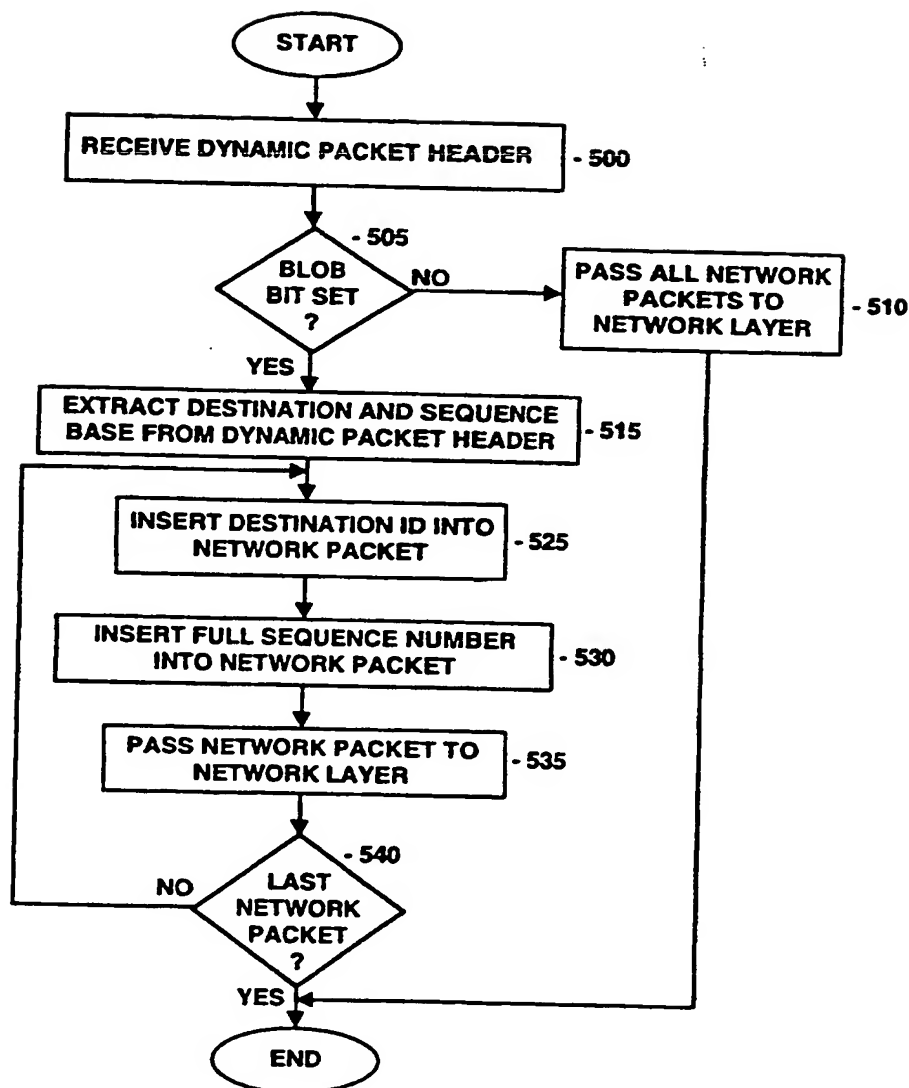 START
RECEIVE DYNAMIC PACKET HEADER
- 500
- 505
BLOB
BIT SET
?
NO
PASS ALL NETWORK
PACKETS TO
NETWORK LAYER
- 510
YES
EXTRACT DESTINATION AND SEQUENCE
BASE FROM DYNAMIC PACKET HEADER
- 515
INSERT DESTINATION ID INTO
NETWORK PACKET
- 525
INSERT FULL SEQUENCE NUMBER
INTO NETWORK PACKET
- 530
PASS NETWORK PACKET TO
NETWORK LAYER
- 535
- 540
NO
LAST
NETWORK
PACKET
?
YES
END